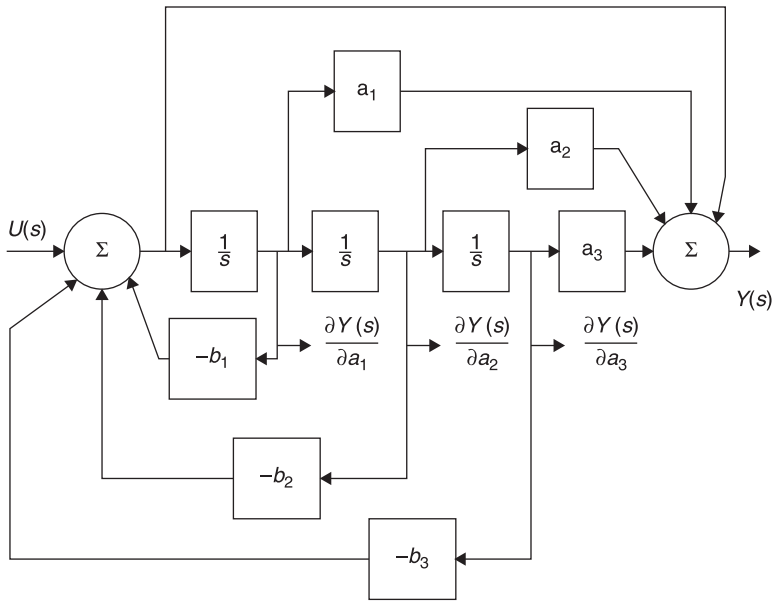 a₁
a₂
U(s)
Σ
1/s
1/s
1/s
a₃
Σ
Y(s)
−b₁
∂Y(s)/∂a₁
∂Y(s)/∂a₂
∂Y(s)/∂a₃
−b₂
−b₃